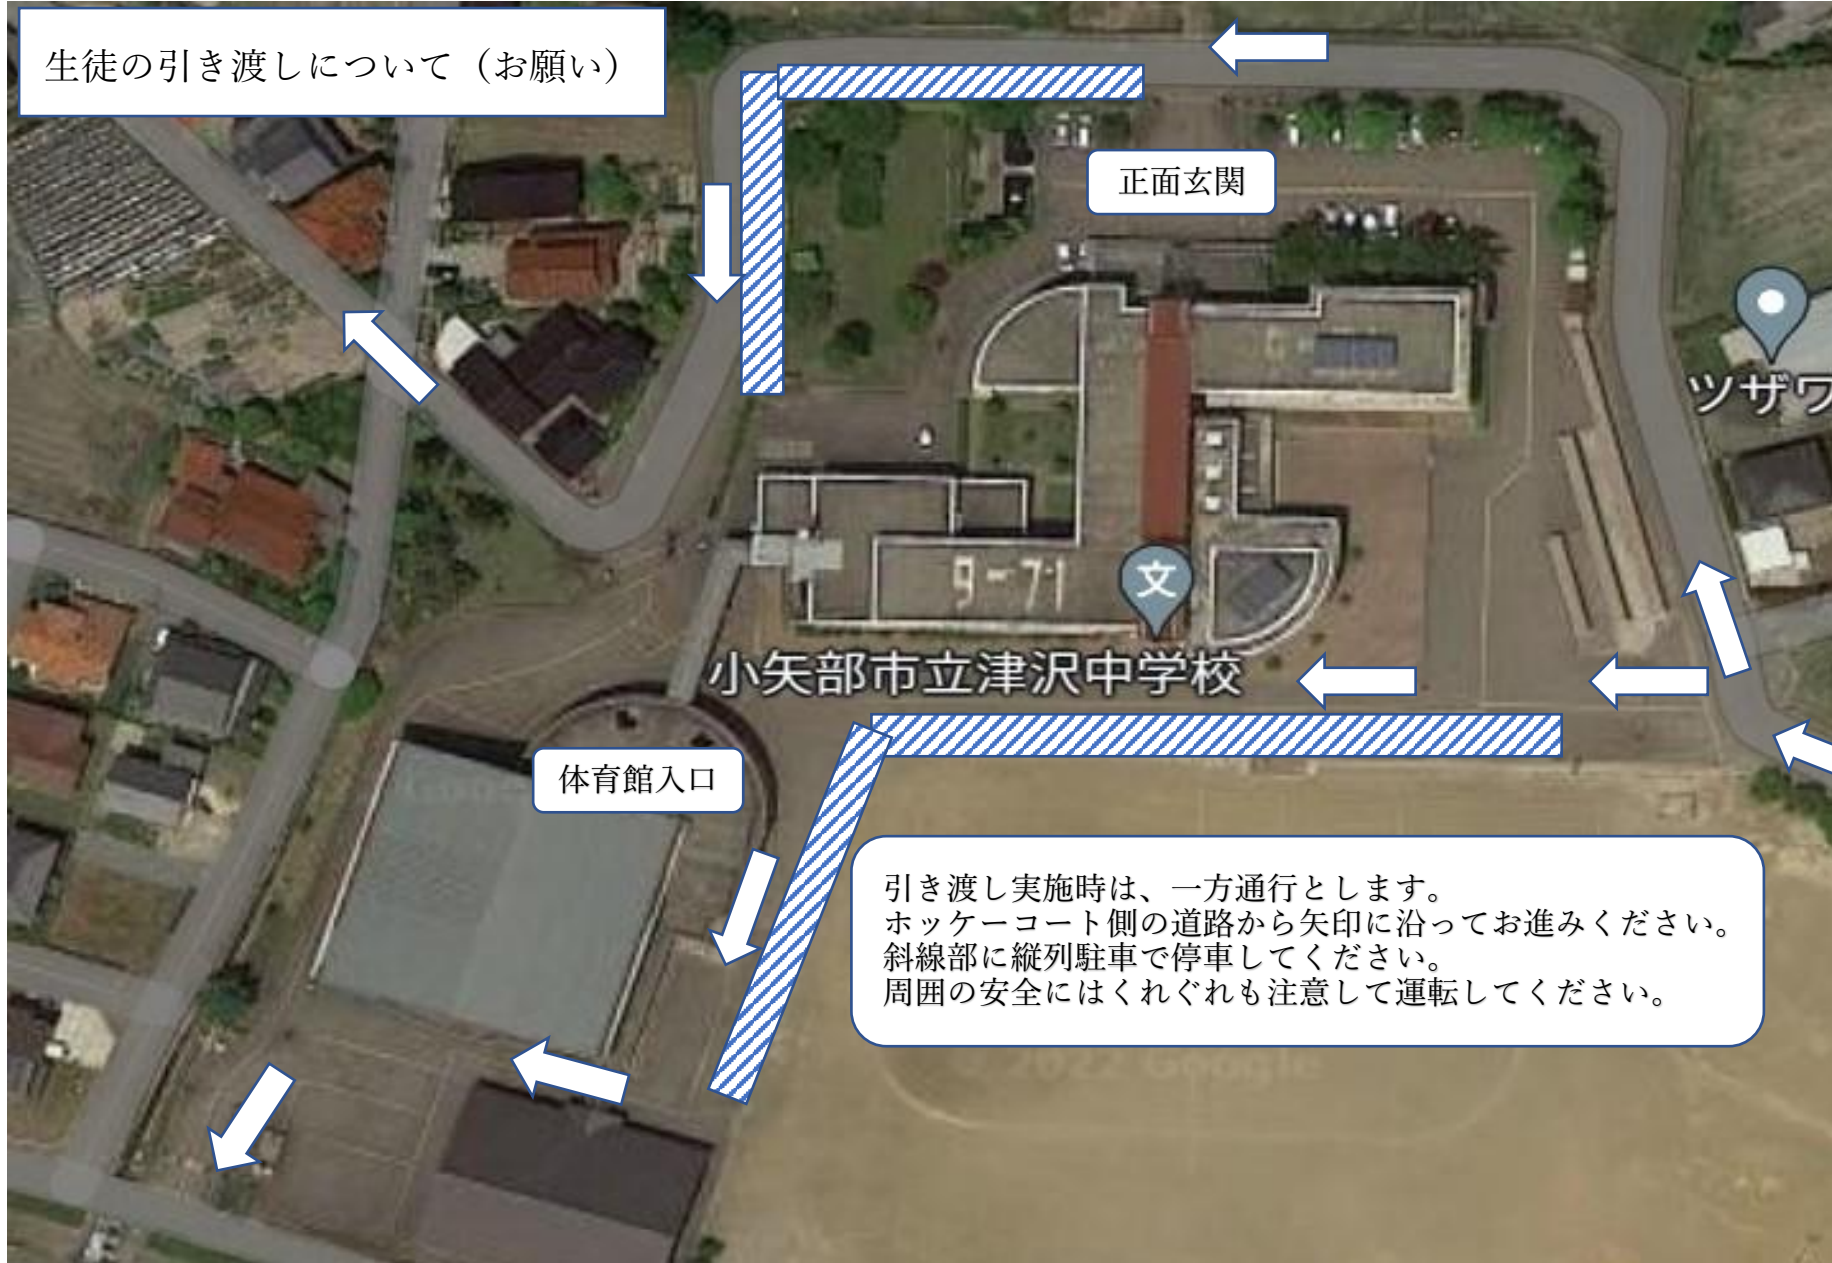 生徒の引き渡しについて（お願い）
正面玄関
ツザワ
9-71
文
小矢部市立津沢中学校
体育館入口
引き渡し実施時は、一方通行とします。
ホッケーコート側の道路から矢印に沿ってお進みください。
斜線部に縦列駐車で停車してください。
周囲の安全にはくれぐれも注意して運転してください。
2022 Google